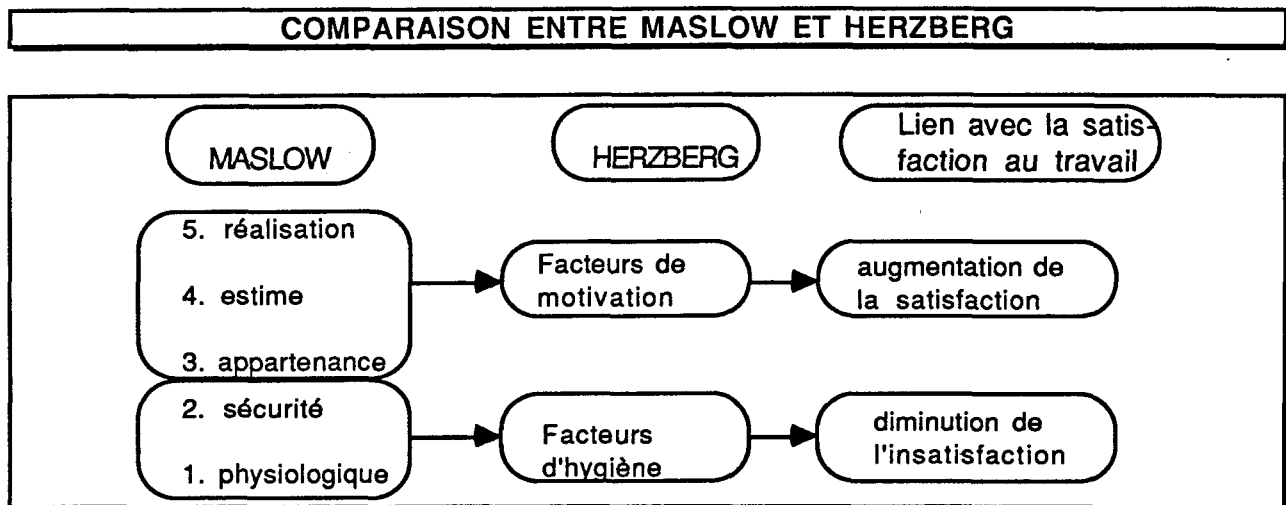 COMPARAISON ENTRE MASLOW ET HERZBERG
MASLOW
HERZBERG
Lien avec la satis-
faction au travail
5. réalisation
4. estime
3. appartenance
Facteurs de
motivation
augmentation de
la satisfaction
2. sécurité
1. physiologique
Facteurs
d'hygiène
diminution de
l'insatisfaction